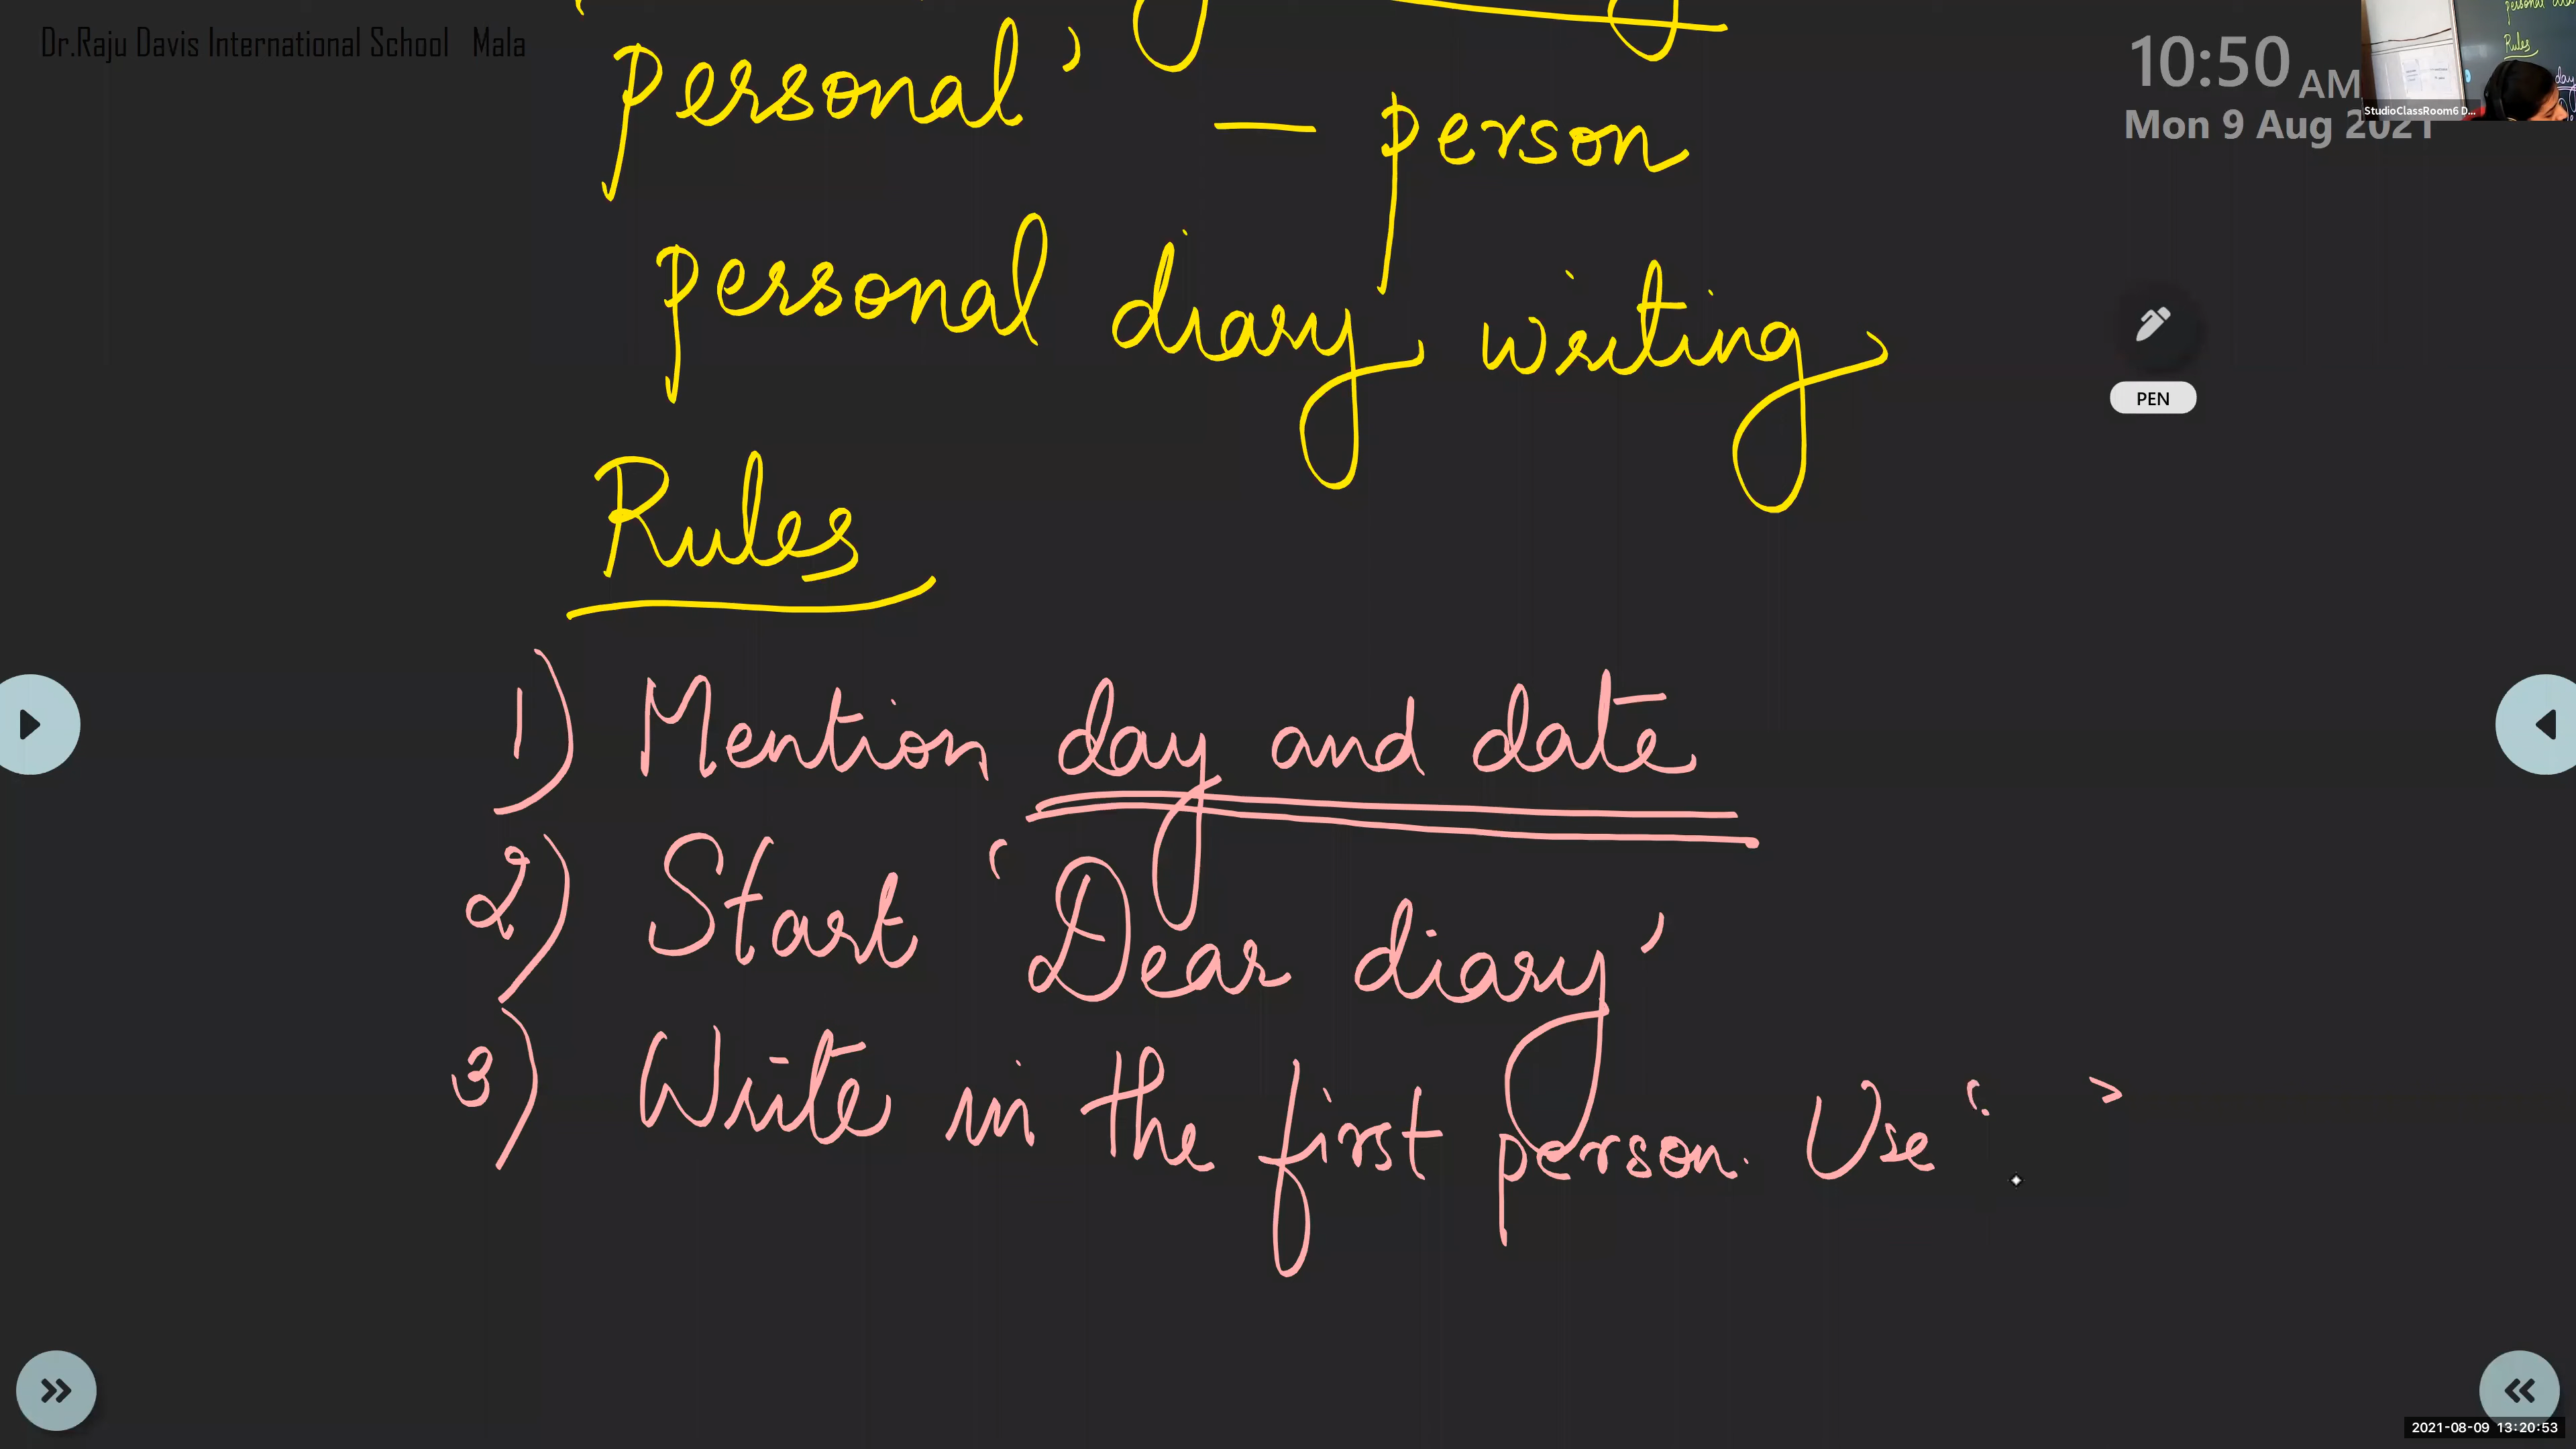 Dr.Raju Davis International School Mala
10:50 AM
Mon 9 Aug 2021
StudioClassRoom6 D...
'Personal' — person
personal diary writing
PEN
Rules
1) Mention day and date
2) Start 'Dear diary'
3) Write in the first person. Use ' '
2021-08-09 13:20:53